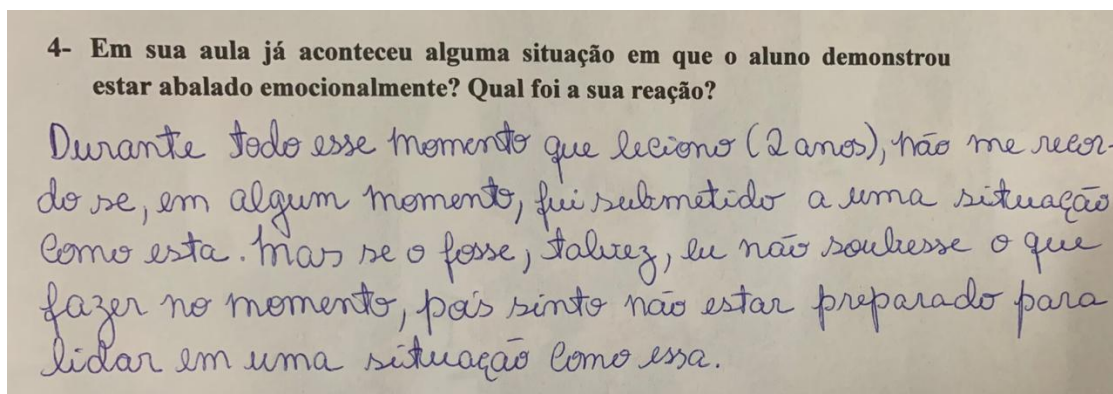 4- Em sua aula já aconteceu alguma situação em que o aluno demonstrou
estar abalado emocionalmente? Qual foi a sua reação?
Durante todo esse momento que leciono (2 anos), não me recor-
do se, em algum momento, fui submetido a uma situação
como esta. Mas se o fosse, talvez, eu não soubesse o que
fazer no momento, pois sinto não estar preparado para
lidar em uma situação como essa.